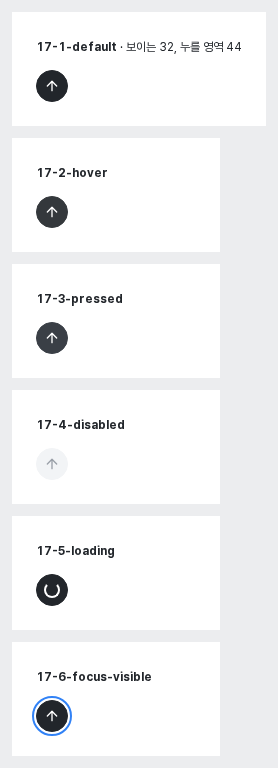 17-1-default · 보이는 32, 누를 영역 44
17-2-hover
17-3-pressed
17-4-disabled
17-5-loading
17-6-focus-visible